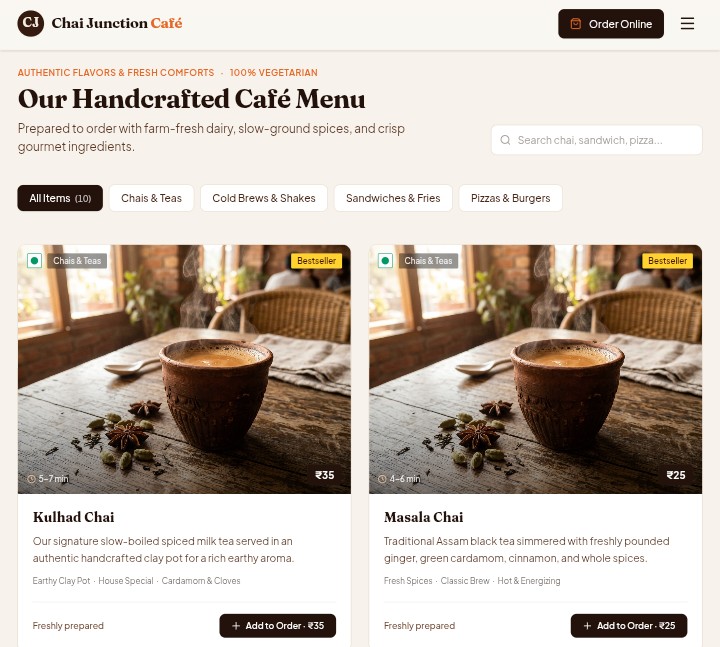 CJ Chai Junction Café
Order Online
AUTHENTIC FLAVORS & FRESH COMFORTS · 100% VEGETARIAN
Our Handcrafted Café Menu
Prepared to order with farm-fresh dairy, slow-ground spices, and crisp
gourmet ingredients.
Search chai, sandwich, pizza...
All Items (10) Chais & Teas Cold Brews & Shakes Sandwiches & Fries Pizzas & Burgers
Chais & Teas Bestseller
5–7 min ₹35
Kulhad Chai
Our signature slow-boiled spiced milk tea served in an
authentic handcrafted clay pot for a rich earthy aroma.
Earthy Clay Pot · House Special · Cardamom & Cloves
Freshly prepared + Add to Order · ₹35
Chais & Teas Bestseller
4–6 min ₹25
Masala Chai
Traditional Assam black tea simmered with freshly pounded
ginger, green cardamom, cinnamon, and whole spices.
Fresh Spices · Classic Brew · Hot & Energizing
Freshly prepared + Add to Order · ₹25